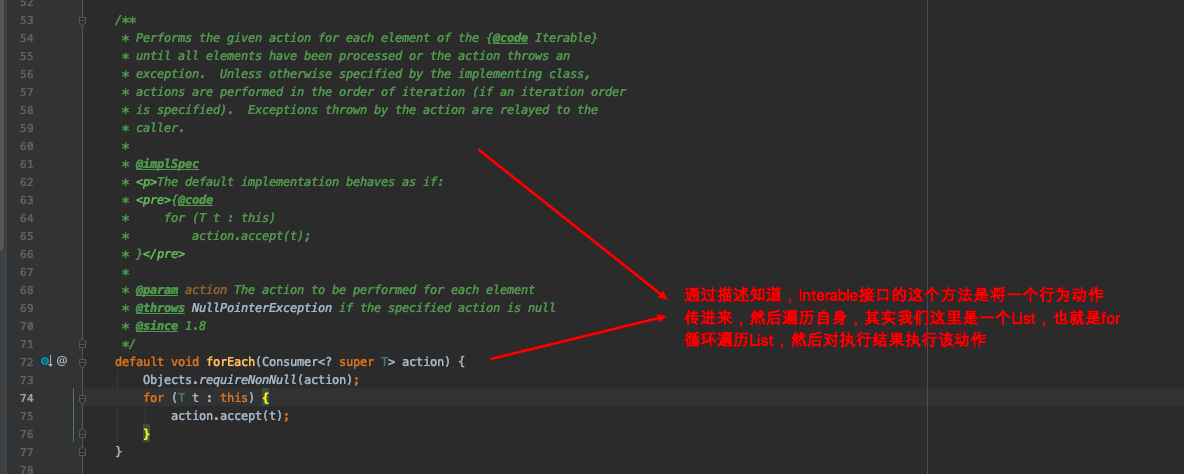 52
53 /**
54 * Performs the given action for each element of the {@code Iterable}
55 * until all elements have been processed or the action throws an
56 * exception.  Unless otherwise specified by the implementing class,
57 * actions are performed in the order of iteration (if an iteration order
58 * is specified).  Exceptions thrown by the action are relayed to the
59 * caller.
60 *
61 * @implSpec
62 * <p>The default implementation behaves as if:
63 * <pre>{@code
64 *     for (T t : this)
65 *         action.accept(t);
66 * }</pre>
67 *
68 * @param action The action to be performed for each element
69 * @throws NullPointerException if the specified action is null
70 * @since 1.8
71 */
72 @ default void forEach(Consumer<? super T> action) {
73 Objects.requireNonNull(action);
74 for (T t : this) {
75 action.accept(t);
76 }
77 }
78
通过描述知道，Interable接口的这个方法是将一个行为动作
传进来，然后遍历自身，其实我们这里是一个List，也就是for
循环遍历List，然后对执行结果执行该动作